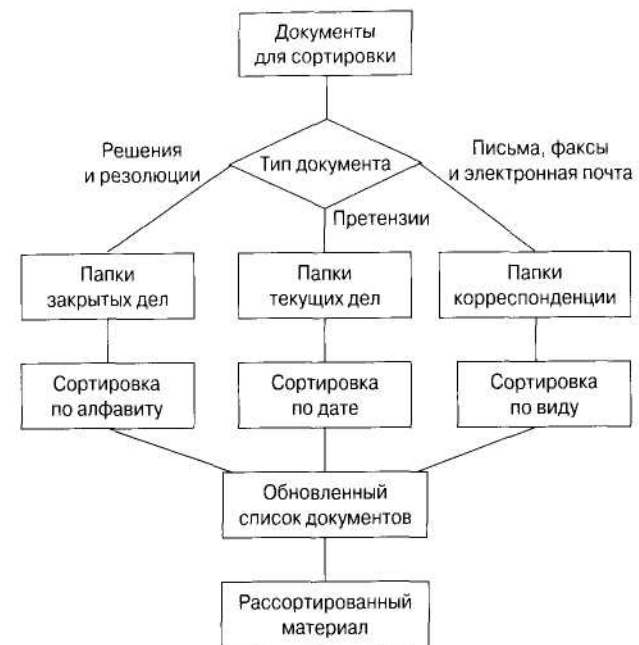 Документы
для сортировки
Решения
и резолюции
Тип документа
Письма, факсы
и электронная почта
Претензии
Папки
закрытых дел
Папки
текущих дел
Папки
корреспонденции
Сортировка
по алфавиту
Сортировка
по дате
Сортировка
по виду
Обновленный
список документов
Рассортированный
материал